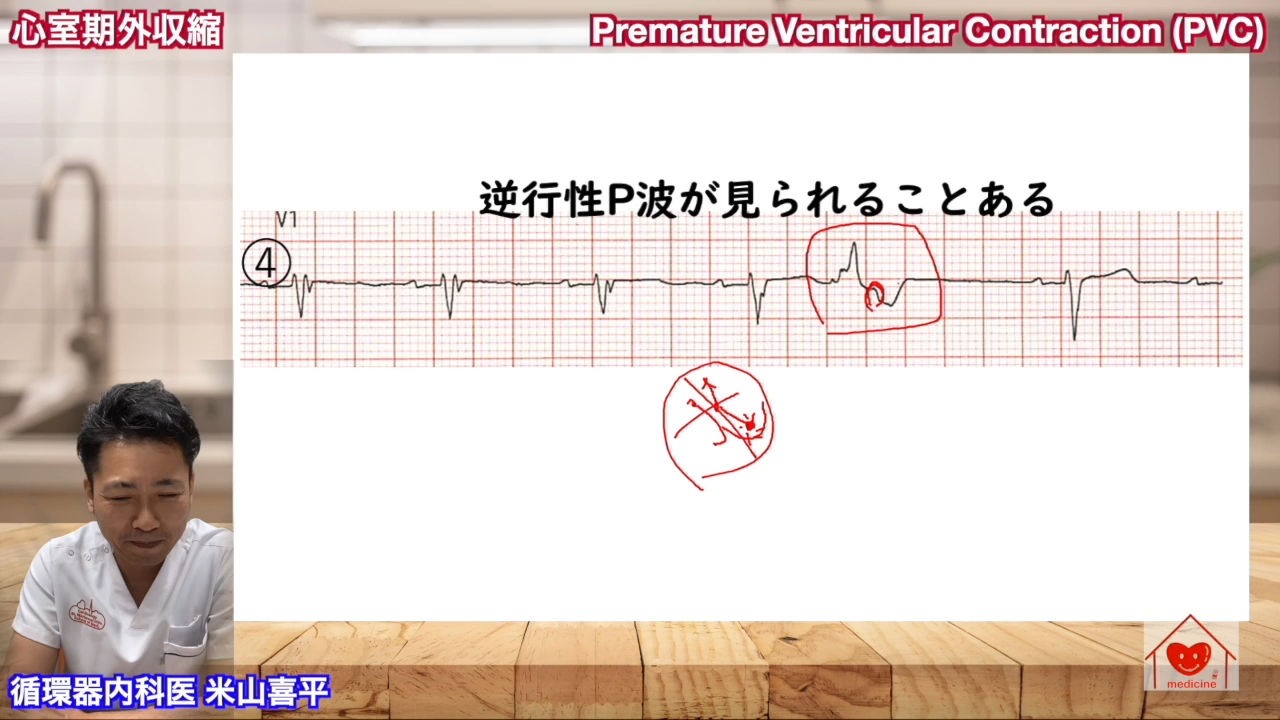 心室期外収縮
Premature Ventricular Contraction (PVC)
逆行性P波が見られることある
V1
④
循環器内科医 米山喜平
medicine